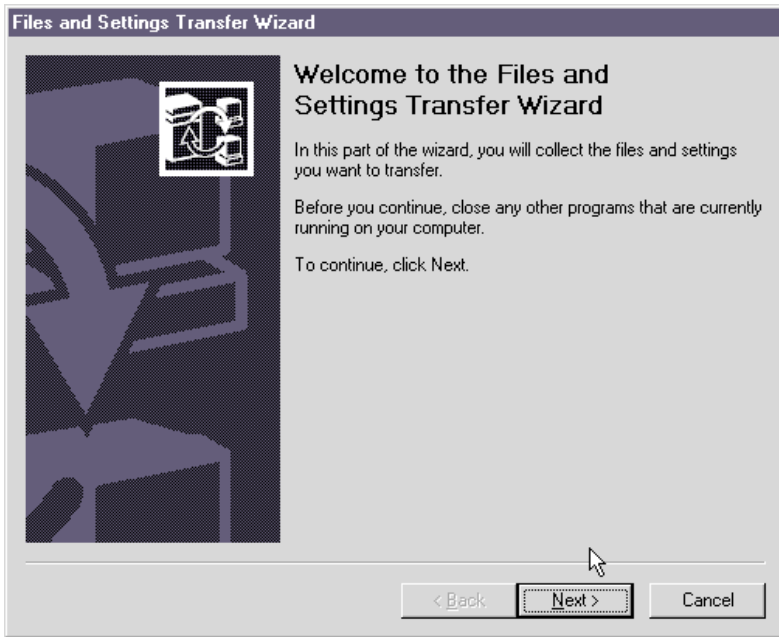 Files and Settings Transfer Wizard
Welcome to the Files and
Settings Transfer Wizard
In this part of the wizard, you will collect the files and settings
you want to transfer.
Before you continue, close any other programs that are currently
running on your computer.
To continue, click Next.
< Back
Next >
Cancel